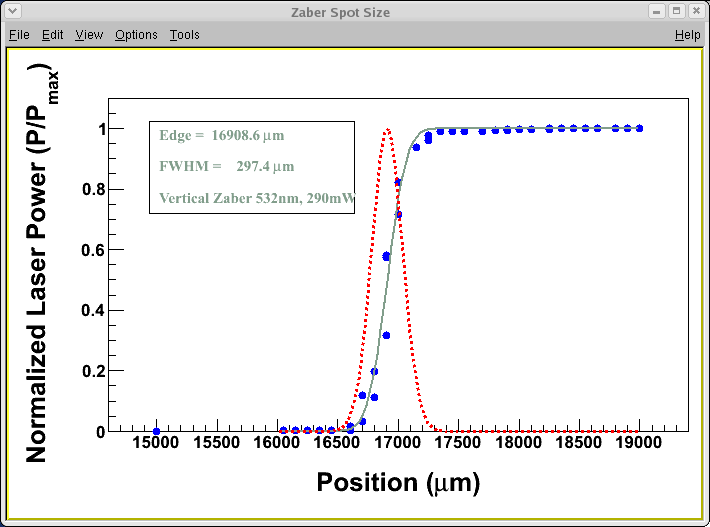 Zaber Spot Size
File Edit View Options Tools Help
Normalized Laser Power (P/Pmax)
1
0.8
0.6
0.4
0.2
0
Edge = 16908.6 μm
FWHM = 297.4 μm
Vertical Zaber 532nm, 290mW
15000 15500 16000 16500 17000 17500 18000 18500 19000
Position (μm)